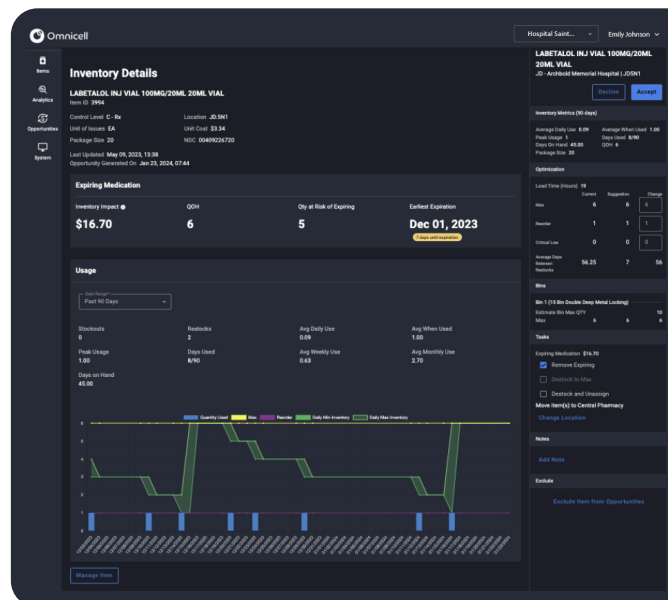 Omnicell
Hospital Saint...
Emily Johnson
Items
Analytics
Opportunities
System
Inventory Details
LABETALOL INJ VIAL 100MG/20ML 20ML VIAL
Item ID 3994
Control Level C - Rx
Location JD.5N1
Unit of Issues EA
Unit Cost $3.34
Package Size 20
NDC 00409226720
Last Updated May 09, 2023, 13:38
Opportunity Generated On Jan 23, 2024, 07:44
Expiring Medication
Inventory Impact
QOH
Qty at Risk of Expiring
Earliest Expiration
$16.70
6
5
Dec 01, 2023
7 days until expiration
Usage
Date Range*
Past 90 Days
Stockouts
Restocks
Avg Daily Use
Avg When Used
0
2
0.09
1.00
Peak Usage
Days Used
Avg Weekly Use
Avg Monthly Use
1.00
8/90
0.63
2.70
Days on Hand
45.00
Quantity Used
Max
Reorder
Daily Min Inventory
Daily Max Inventory
6
5
4
3
2
1
0
Manage Item
LABETALOL INJ VIAL 100MG/20ML
20ML VIAL
JD - Archbold Memorial Hospital | JD5N1
Decline
Accept
Inventory Metrics (90 days)
Average Daily Use 0.09
Average When Used 1.00
Peak Usage 1
Days Used 8/90
Days On Hand 45.00
QOH 6
Package Size 20
Optimization
Lead Time (Hours) 19
Current
Suggestion
Change
Max
6
6
6
Reorder
1
1
1
Critical Low
0
0
0
Average Days
Between
Restocks
56.25
7
56
Bins
Bin 1 (15 Bin Double Deep Metal Locking)
Estimate Bin Max QTY
10
Max
6
6
6
Tasks
Expiring Medication $16.70
Remove Expiring
Destock to Max
Destock and Unassign
Move Item(s) to Central Pharmacy
Change Location
Notes
Add Note
Exclude
Exclude Item from Opportunities